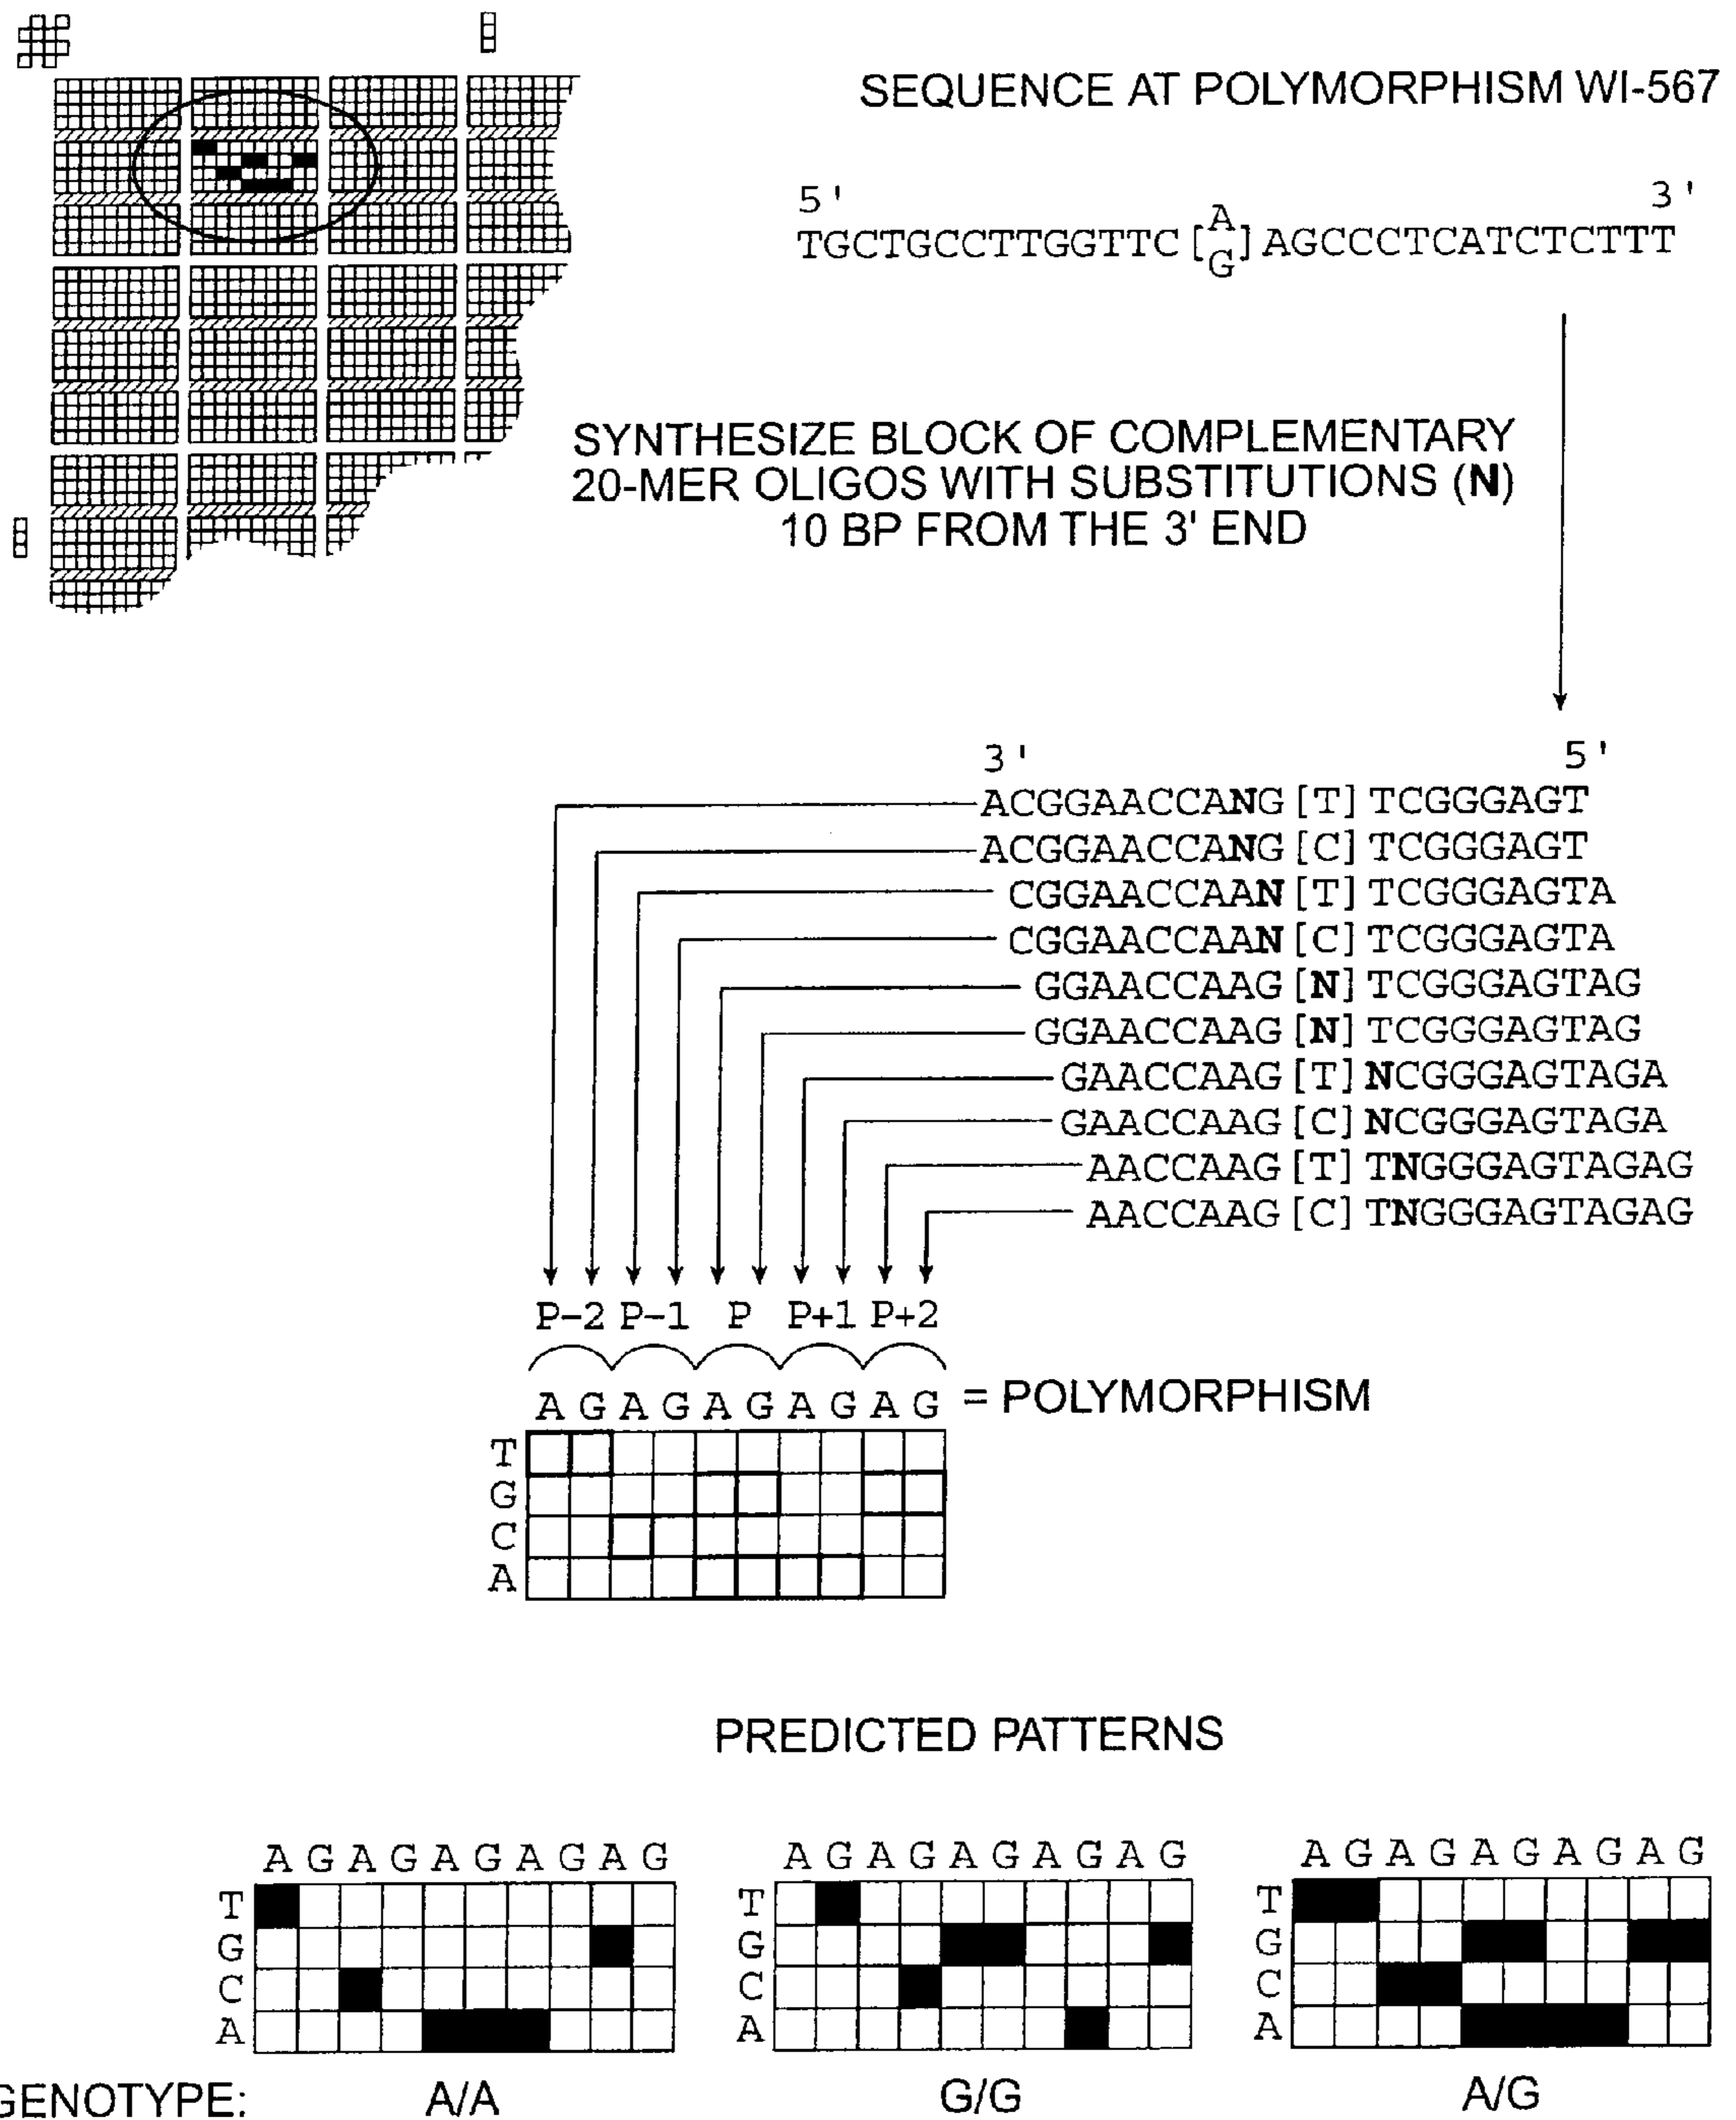 SEQUENCE AT POLYMORPHISM WI-567
5' 3'
TGCTGCCTTGGTTC[A/G]AGCCCTCATCTCTTT
SYNTHESIZE BLOCK OF COMPLEMENTARY
20-MER OLIGOS WITH SUBSTITUTIONS (N)
10 BP FROM THE 3' END
3' 5'
ACGGAACCANG[T]TCGGGAGT
ACGGAACCANG[C]TCGGGAGT
CGGAACCAAN[T]TCGGGAGTA
CGGAACCAAN[C]TCGGGAGTA
GGAACCAAG[N]TCGGGAGTAG
GGAACCAAG[N]TCGGGAGTAG
GAACCAAG[T]NCGGGAGTAGA
GAACCAAG[C]NCGGGAGTAGA
AACCAAG[T]TNGGGAGTAGAG
AACCAAG[C]TNGGGAGTAGAG
P-2 P-1 P P+1 P+2
A G A G A G A G A G = POLYMORPHISM
T
G
C
A
PREDICTED PATTERNS
A G A G A G A G A G
T
G
C
A
A G A G A G A G A G
T
G
C
A
A G A G A G A G A G
T
G
C
A
GENOTYPE: A/A G/G A/G